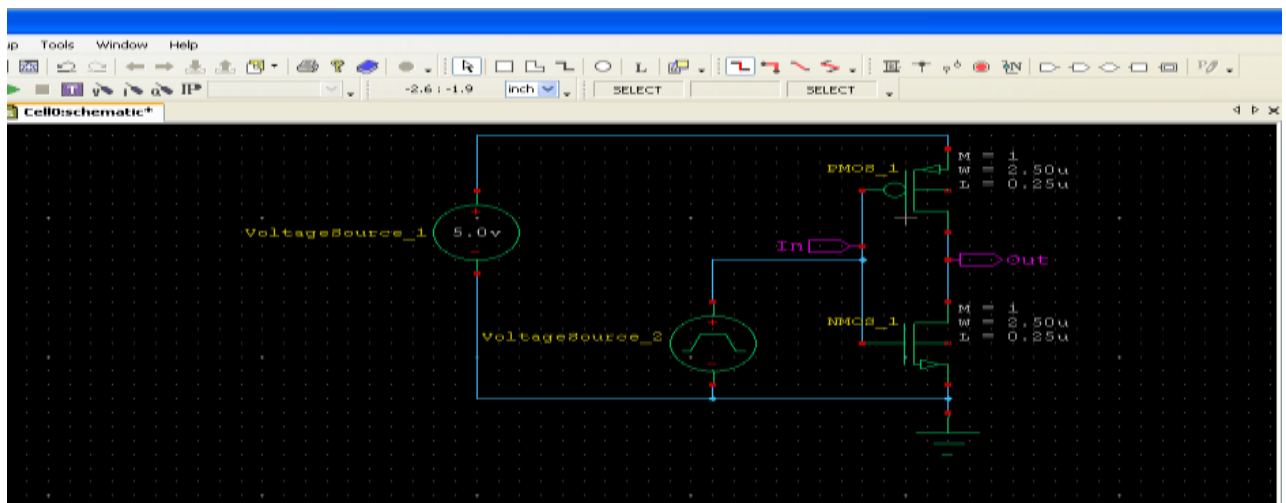 up Tools Window Help
-2.6 : -1.9 inch SELECT SELECT
Cell0:schematic*
PMOS_1
M = 1
W = 2.50u
L = 0.25u
VoltageSource_1
5.0v
In
Out
VoltageSource_2
NMOS_1
M = 1
W = 2.50u
L = 0.25u